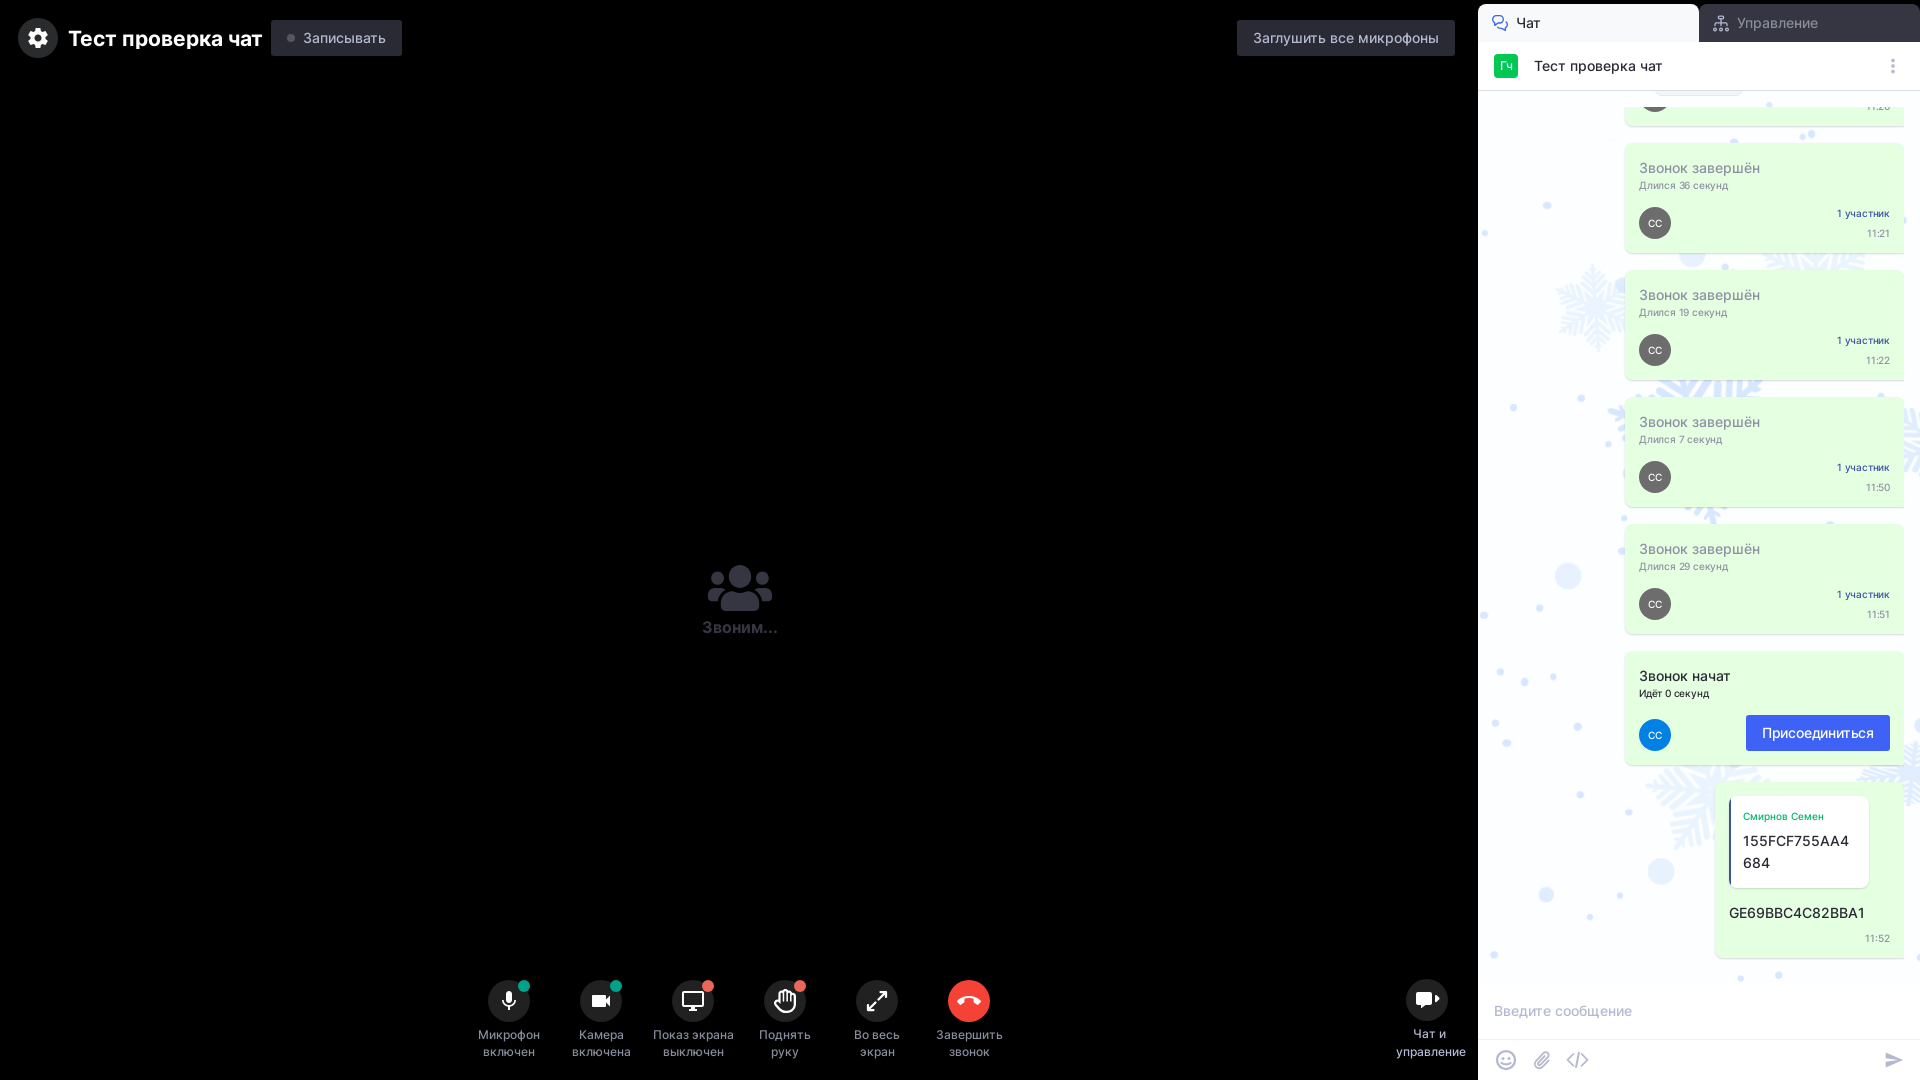 Тест проверка чат
Записывать
Заглушить все микрофоны
Чат
Управление
Гч
Тест проверка чат
11:20
Звонок завершён
Длился 36 секунд
СС
1 участник
11:21
Звонок завершён
Длился 19 секунд
СС
1 участник
11:22
Звонок завершён
Длился 7 секунд
СС
1 участник
11:50
Звонок завершён
Длился 29 секунд
СС
1 участник
11:51
Звонок начат
Идёт 0 секунд
СС
Присоединиться
Смирнов Семен
155FCF755AA4
684
GE69BBC4C82BBA1
11:52
Звоним...
Микрофон
включен
Камера
включена
Показ экрана
выключен
Поднять
руку
Во весь
экран
Завершить
звонок
Чат и
управление
Введите сообщение